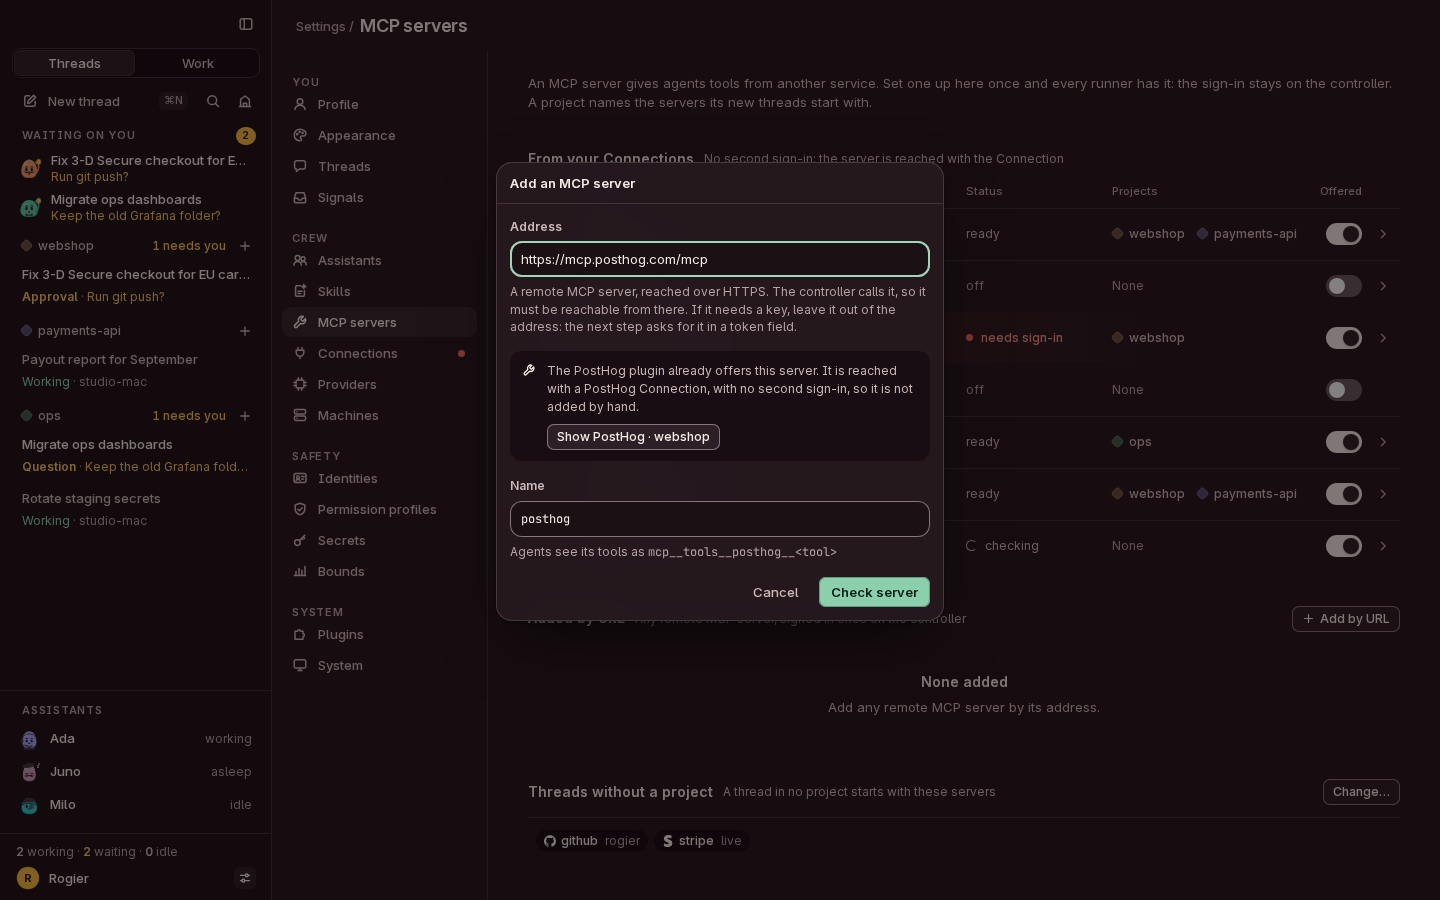 Threads
Work
New thread
⌘N
WAITING ON YOU
2
Fix 3-D Secure checkout for E…
Run git push?
Migrate ops dashboards
Keep the old Grafana folder?
webshop
1 needs you
Fix 3-D Secure checkout for EU car…
Approval · Run git push?
payments-api
Payout report for September
Working · studio-mac
ops
1 needs you
Migrate ops dashboards
Question · Keep the old Grafana fold…
Rotate staging secrets
Working · studio-mac
ASSISTANTS
Ada
working
Juno
asleep
Milo
idle
2 working · 2 waiting · 0 idle
R
Rogier
Settings / MCP servers
YOU
Profile
Appearance
Threads
Signals
CREW
Assistants
Skills
MCP servers
Connections
Providers
Machines
SAFETY
Identities
Permission profiles
Secrets
Bounds
SYSTEM
Plugins
System
An MCP server gives agents tools from another service. Set one up here once and every runner has it: the sign-in stays on the controller.
A project names the servers its new threads start with.
From your Connections No second sign-in: the server is reached with the Connection
Status
Projects
Offered
ready
webshop
payments-api
off
None
needs sign-in
webshop
off
None
ready
ops
ready
webshop
payments-api
checking
None
Add an MCP server
Address
https://mcp.posthog.com/mcp
A remote MCP server, reached over HTTPS. The controller calls it, so it
must be reachable from there. If it needs a key, leave it out of the
address: the next step asks for it in a token field.
The PostHog plugin already offers this server. It is reached
with a PostHog Connection, with no second sign-in, so it is not
added by hand.
Show PostHog · webshop
Name
posthog
Agents see its tools as mcp__tools__posthog__<tool>
Cancel
Check server
Added by URL Any remote MCP server, signed in once on the controller
Add by URL
None added
Add any remote MCP server by its address.
Threads without a project A thread in no project starts with these servers
Change…
github rogier
stripe live